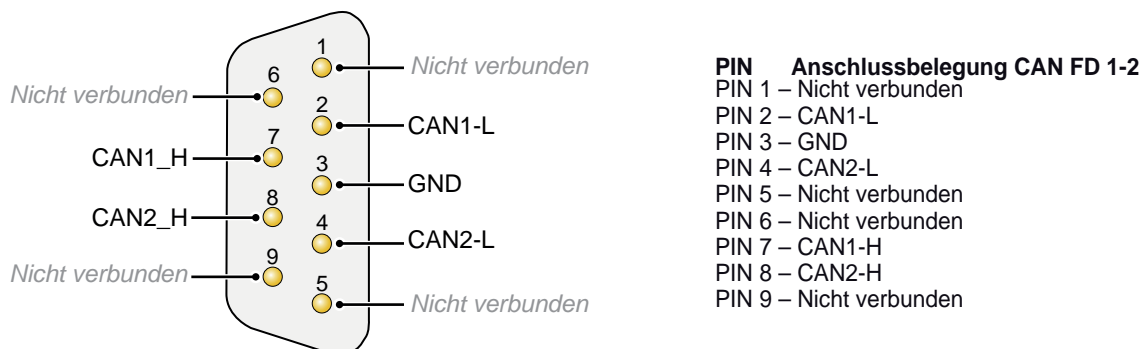 1
Nicht verbunden
6
Nicht verbunden
2
CAN1-L
7
CAN1_H
3
GND
8
CAN2_H
4
CAN2-L
9
Nicht verbunden
5
Nicht verbunden
PIN Anschlussbelegung CAN FD 1-2
PIN 1 – Nicht verbunden
PIN 2 – CAN1-L
PIN 3 – GND
PIN 4 – CAN2-L
PIN 5 – Nicht verbunden
PIN 6 – Nicht verbunden
PIN 7 – CAN1-H
PIN 8 – CAN2-H
PIN 9 – Nicht verbunden